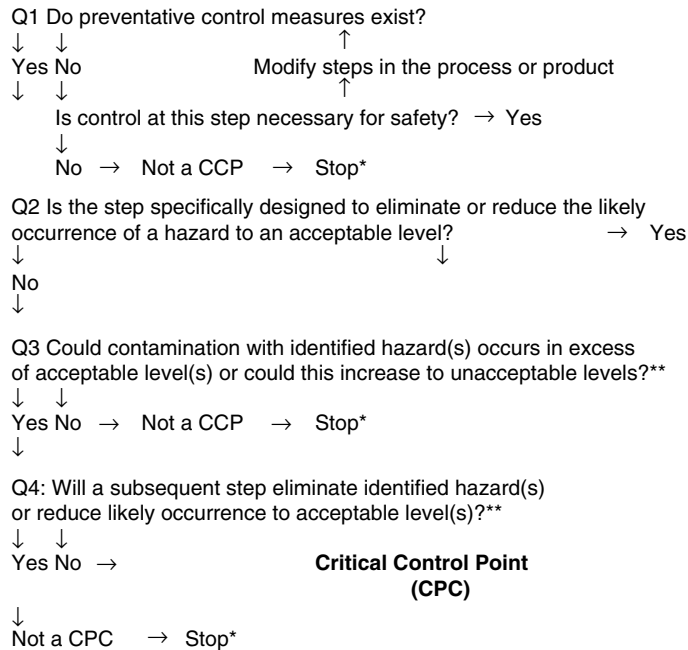 Q1 Do preventative control measures exist?
↓ ↓ ↑
Yes No Modify steps in the process or product
↓ ↓ ↑
Is control at this step necessary for safety? → Yes
↓
No → Not a CCP → Stop*
Q2 Is the step specifically designed to eliminate or reduce the likely
occurrence of a hazard to an acceptable level? → Yes
↓ ↓
No
↓
Q3 Could contamination with identified hazard(s) occurs in excess
of acceptable level(s) or could this increase to unacceptable levels?**
↓ ↓
Yes No → Not a CCP → Stop*
↓
Q4: Will a subsequent step eliminate identified hazard(s)
or reduce likely occurrence to acceptable level(s)?**
↓ ↓
Yes No → Critical Control Point
(CPC)
↓
Not a CPC → Stop*